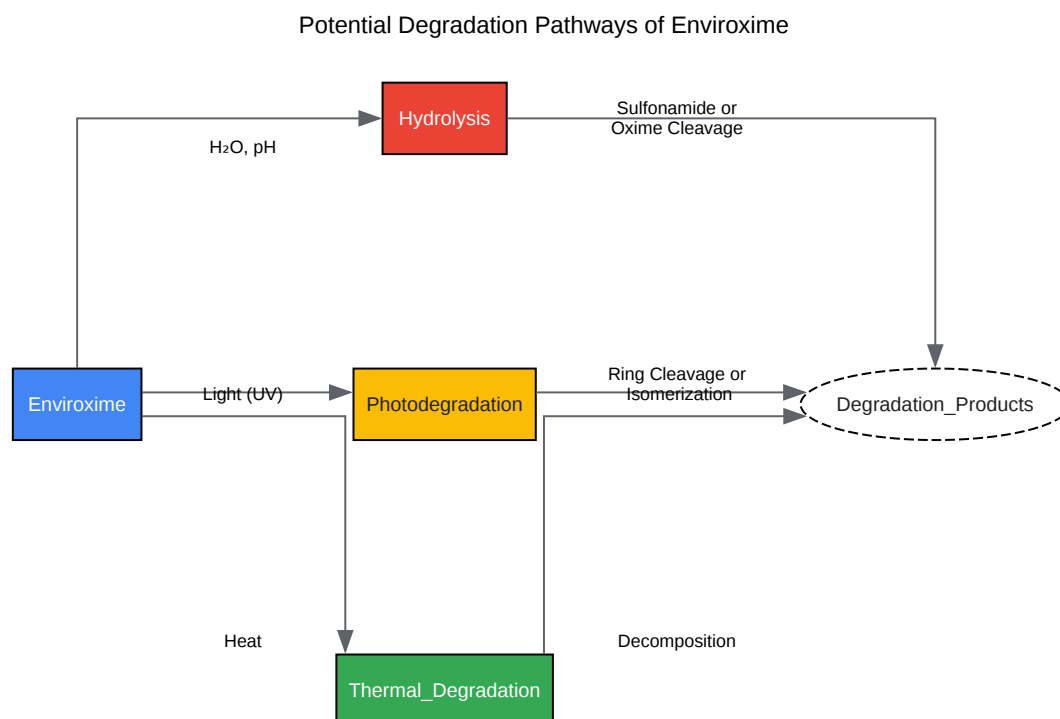 Potential Degradation Pathways of Enviroxime
Hydrolysis
Sulfonamide or
Oxime Cleavage
H₂O, pH
Enviroxime
Light (UV)
Photodegradation
Ring Cleavage or
Isomerization
Degradation_Products
Heat
Decomposition
Thermal_Degradation